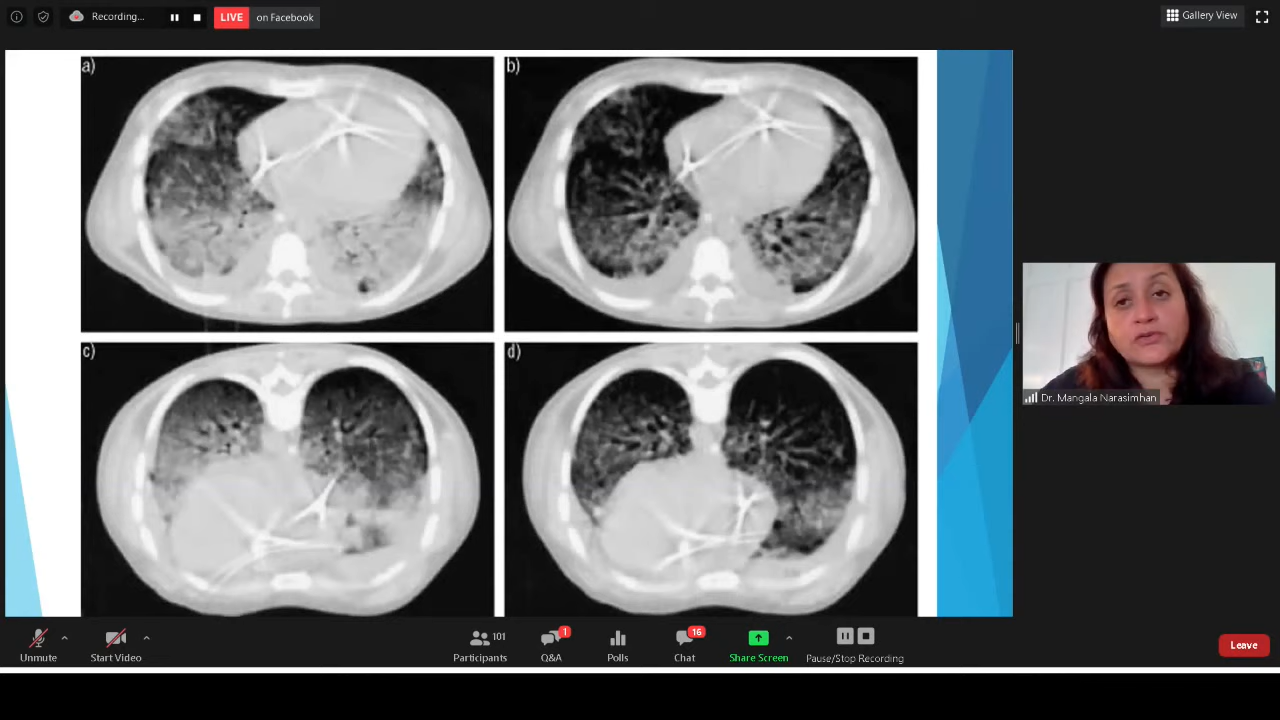 Recording...
LIVE
on Facebook
Gallery View
a)
b)
c)
d)
Dr. Mangala Narasimhan
Unmute
Start Video
101
Participants
1
Q&A
Polls
16
Chat
Share Screen
Pause/Stop Recording
Leave